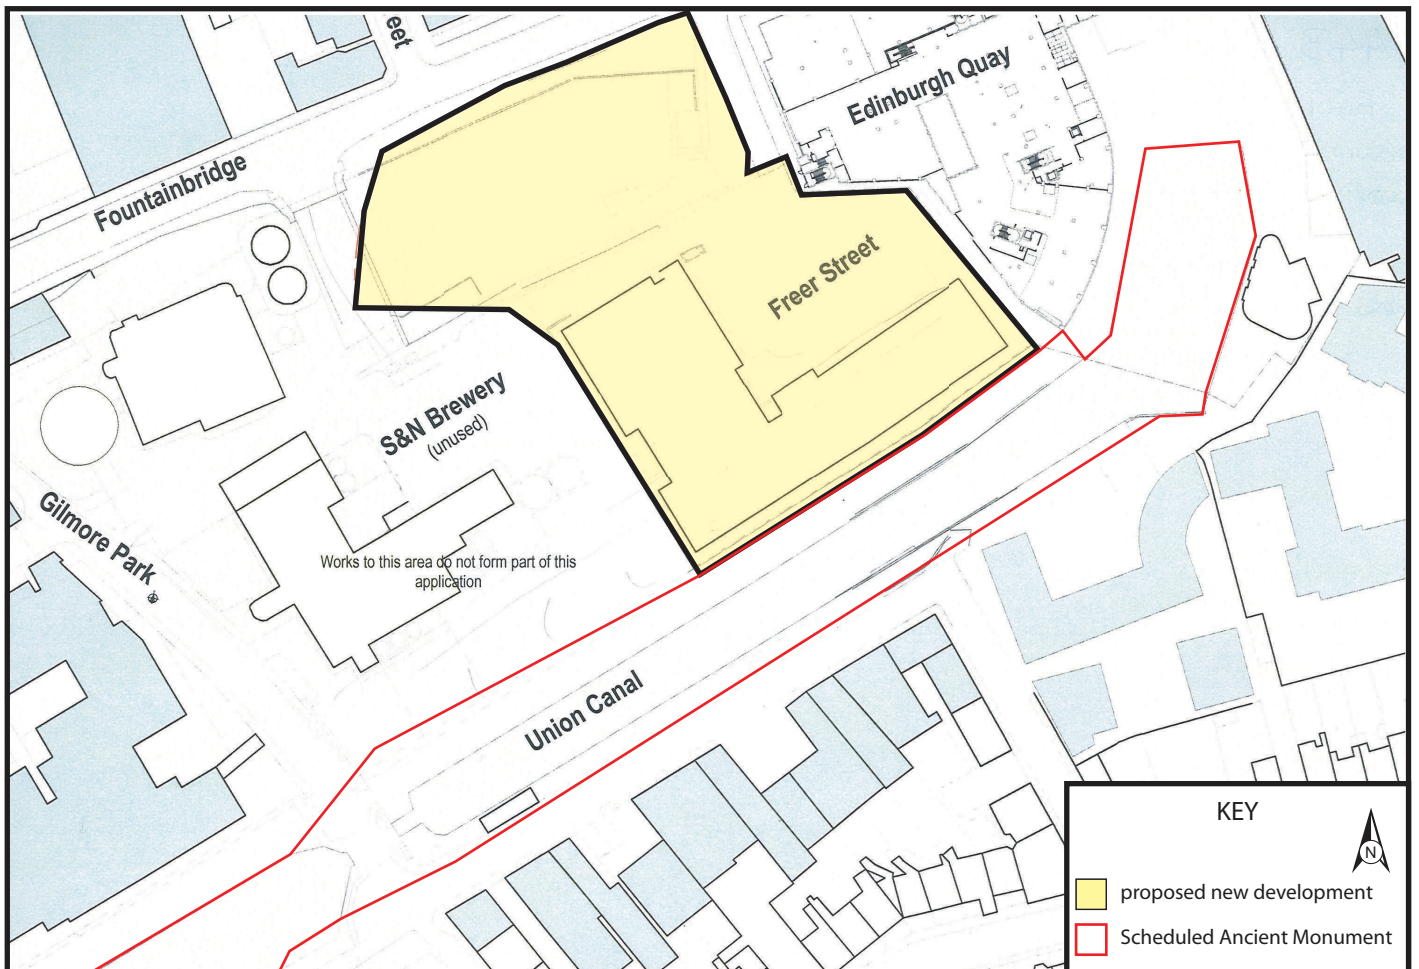 eet
Edinburgh Quay
Fountainbridge
Freer Street
S&N Brewery
(unused)
Gilmore Park
Works to this area do not form part of this
application
Union Canal
KEY
N
proposed new development
Scheduled Ancient Monument